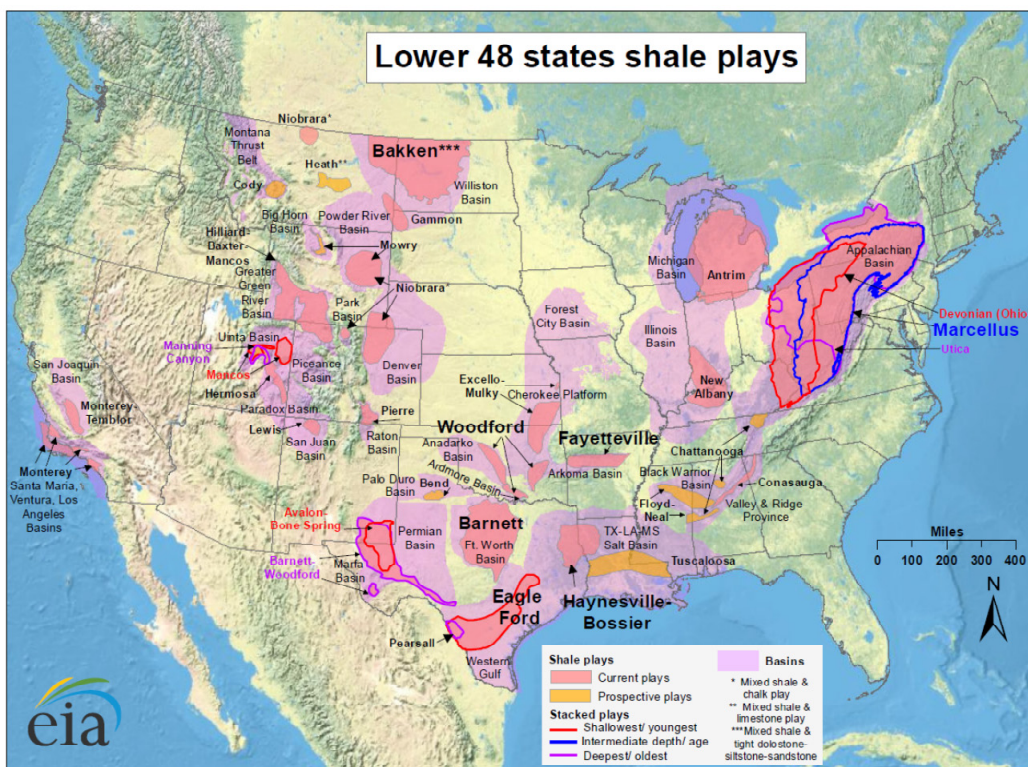 Lower 48 states shale plays
Niobrara*
Montana
Thrust
Belt
Bakken***
Heath**
Cody
Williston
Basin
Big Horn
Basin
Powder River
Basin
Gammon
Hilliard-
Baxter-
Mancos
Mowry
Michigan
Basin
Antrim
Appalachian
Basin
Greater
Green
River
Basin
Niobrara*
Park
Basin
Forest
City Basin
Illinois
Basin
Devonian (Ohio)
Marcellus
Utica
Uinta Basin
Manning
Canyon
San Joaquin
Basin
Mancos
Piceance
Basin
Denver
Basin
Hermosa
Excello-
Mulky
Cherokee Platform
New
Albany
Monterey-
Temblor
Paradox Basin
Pierre
Lewis
San Juan
Basin
Raton
Basin
Woodford
Anadarko
Basin
Fayetteville
Chattanooga
Arkoma Basin
Black Warrior
Basin
Conasauga
Monterey
Santa Maria,
Ventura, Los
Angeles
Basins
Palo Duro
Basin
Bend
Ardmore Basin
Floyd-
Neal
Valley & Ridge
Province
Avalon-
Bone Spring
Permian
Basin
Barnett
Ft. Worth
Basin
TX-LA-MS
Salt Basin
Tuscaloosa
Miles
0 100 200 300 400
Barnett-
Woodford
Marfa
Basin
Eagle
Ford
Haynesville-
Bossier
N
Pearsall
Western
Gulf
Shale plays
Current plays
Prospective plays
Stacked plays
Shallowest/ youngest
Intermediate depth/ age
Deepest/ oldest
Basins
* Mixed shale &
chalk play
** Mixed shale &
limestone play
***Mixed shale &
tight dolostone-
siltstone-sandstone
eia